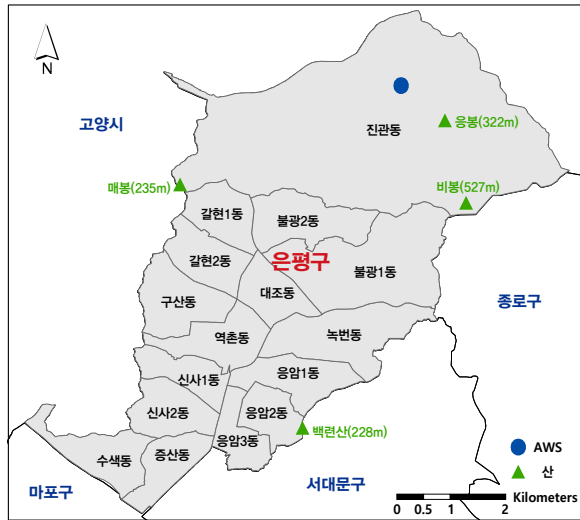 N
고양시
진관동
응봉(322m)
매봉(235m)
비봉(527m)
갈현1동
불광2동
은평구
갈현2동
불광1동
대조동
구산동
종로구
역촌동
녹번동
신사1동
응암1동
신사2동
응암2동
백련산(228m)
응암3동
수색동
증산동
AWS
산
마포구
서대문구
Kilometers
0 0.5 1 2